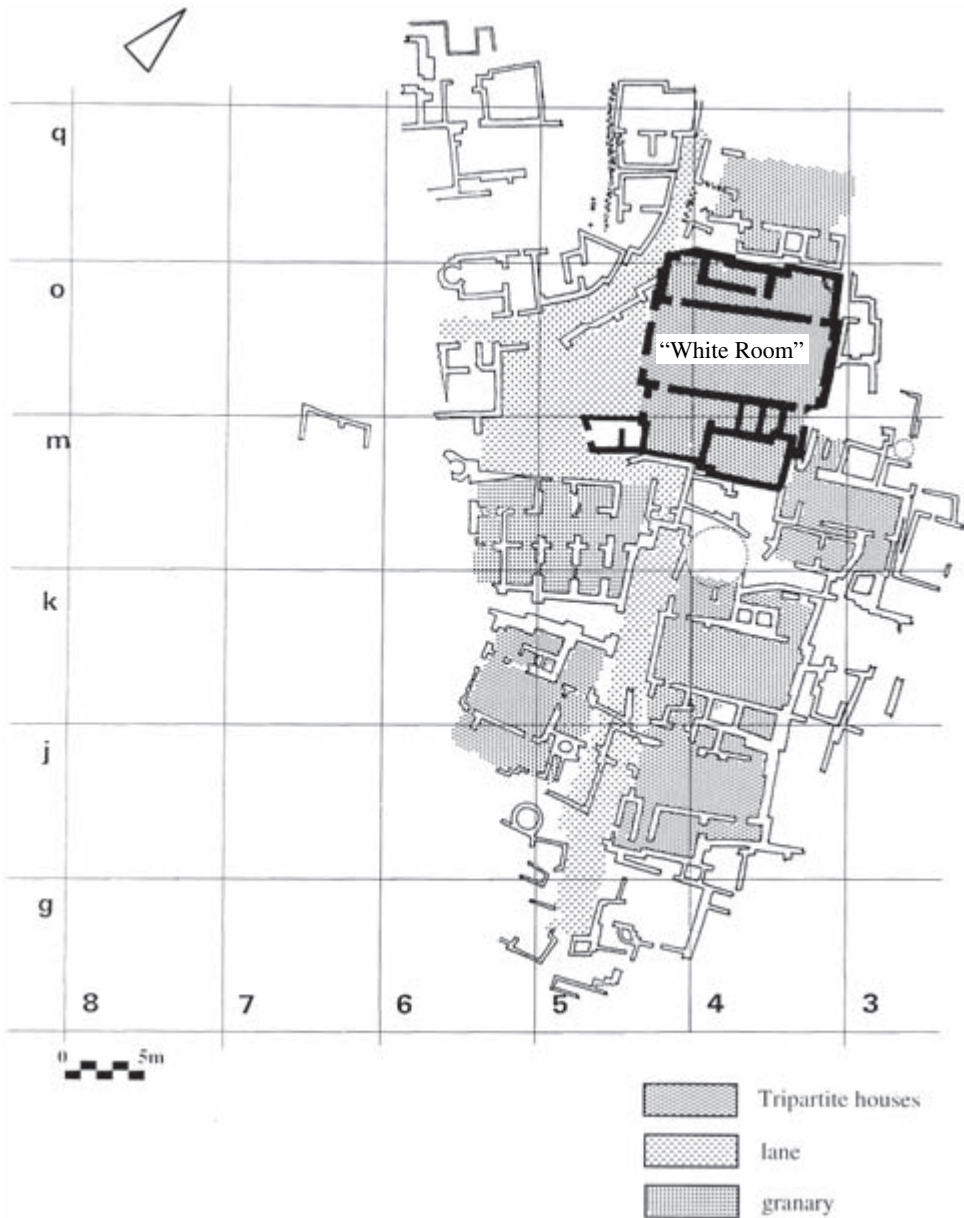 q
o
“White Room”
m
k
j
g
8 7 6 5 4 3
0 5m
Tripartite houses
lane
granary